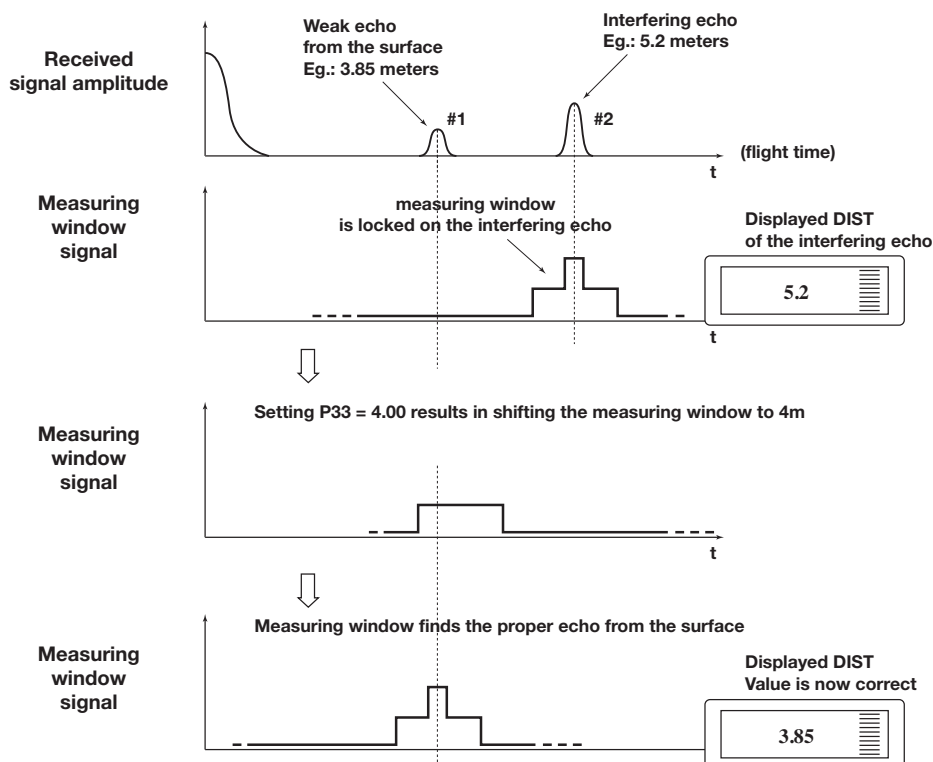 Received
signal amplitude
Weak echo
from the surface
Eg.: 3.85 meters
Interfering echo
Eg.: 5.2 meters
#1
#2
(flight time)
t
Measuring
window
signal
measuring window
is locked on the interfering echo
Displayed DIST
of the interfering echo
5.2
t
Measuring
window
signal
Setting P33 = 4.00 results in shifting the measuring window to 4m
t
Measuring
window
signal
Measuring window finds the proper echo from the surface
Displayed DIST
Value is now correct
3.85